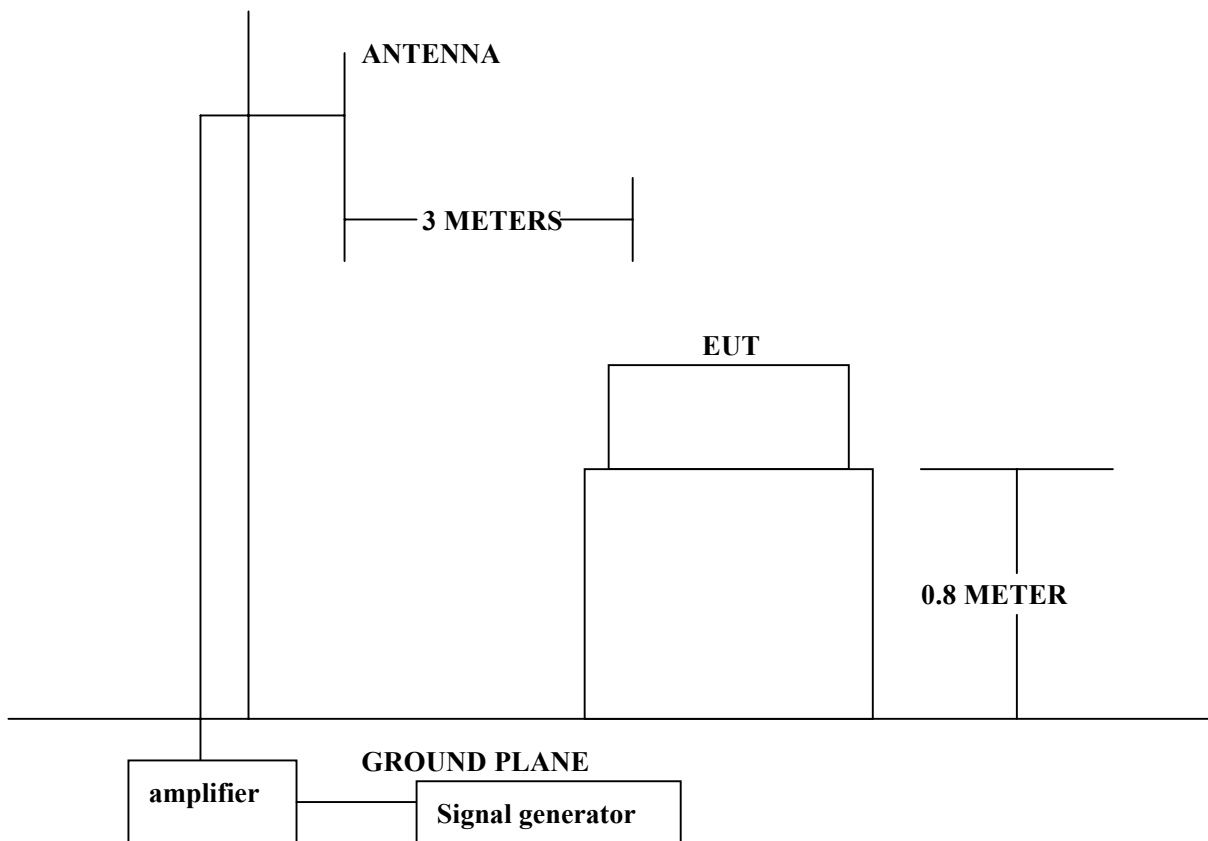 ANTENNA
3 METERS
EUT
0.8 METER
GROUND PLANE
amplifier
Signal generator